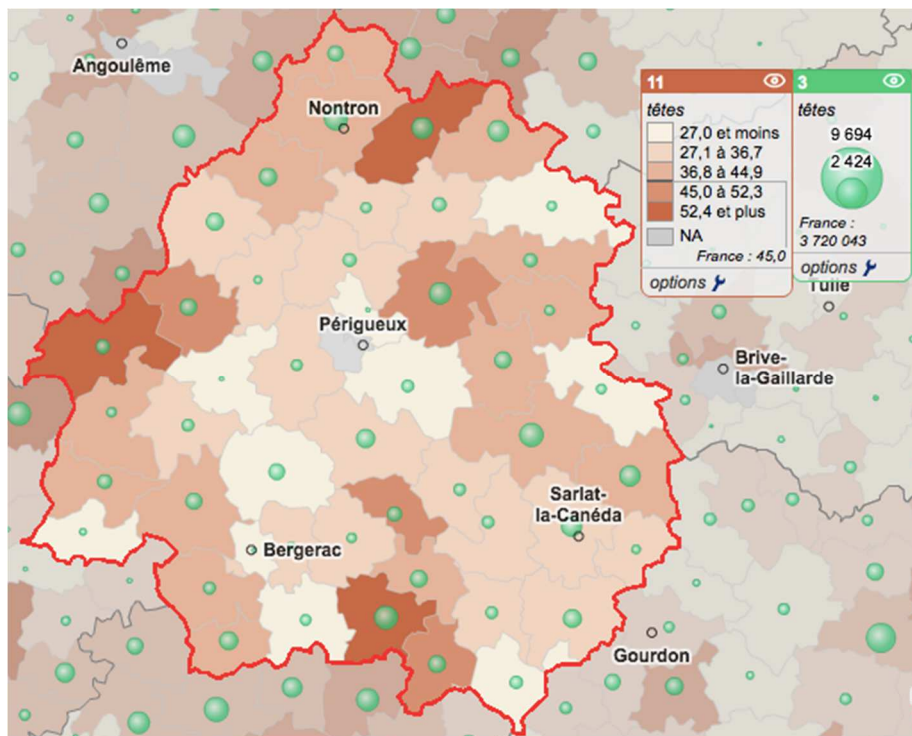 Angoulême
Nontron
11
têtes
27,0 et moins
27,1 à 36,7
36,8 à 44,9
45,0 à 52,3
52,4 et plus
NA
France : 45,0
options
3
têtes
9 694
2 424
France :
3 720 043
options
Tulle
Périgueux
Brive-
la-Gaillarde
Sarlat-
la-Canéda
Bergerac
Gourdon